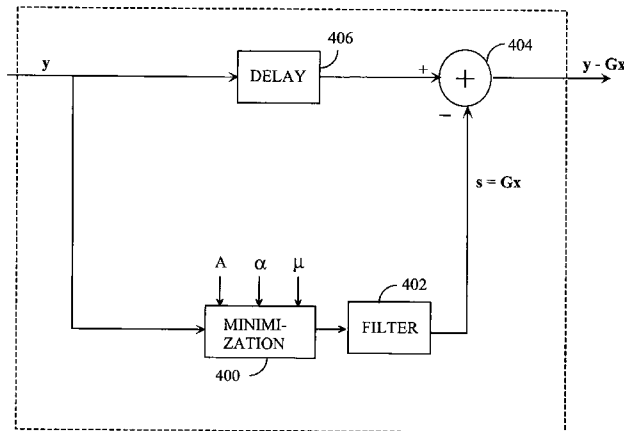 406
404
y
DELAY
+
+
y - Gx
−
s = Gx
A α μ
402
MINIMI-
ZATION
FILTER
400